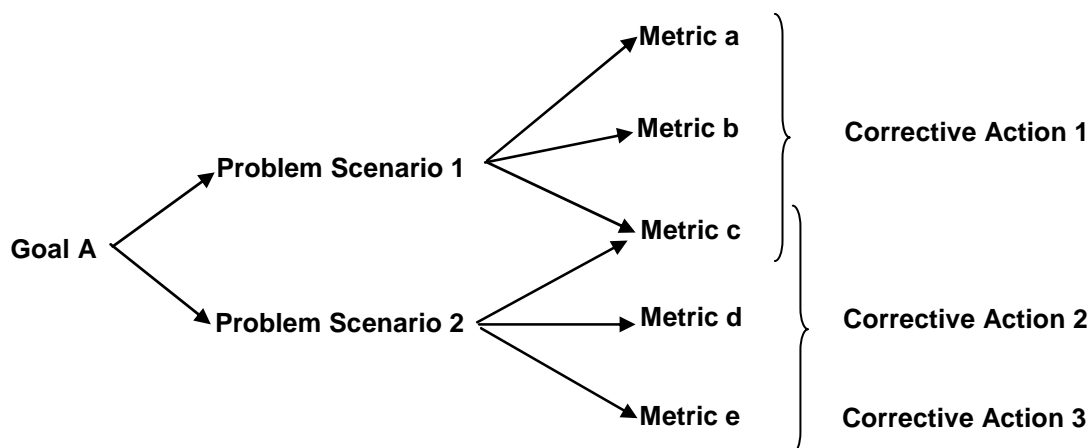 Goal A
Problem Scenario 1
Problem Scenario 2
Metric a
Metric b
Metric c
Metric d
Metric e
Corrective Action 1
Corrective Action 2
Corrective Action 3